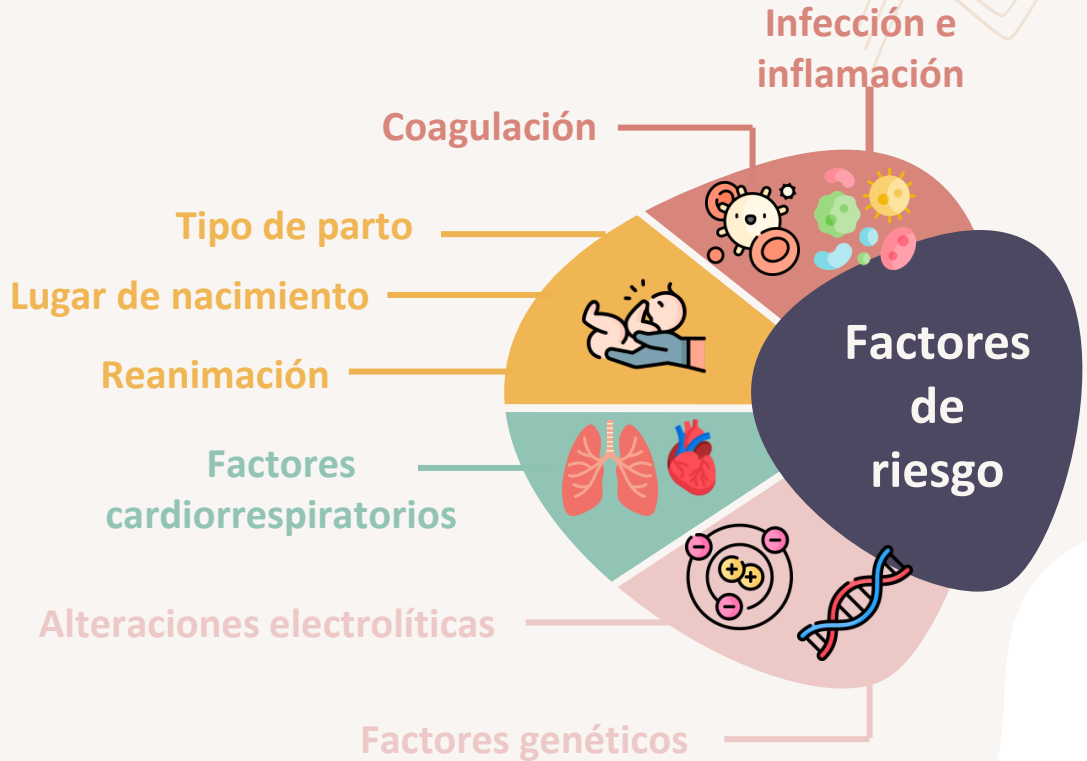 Infección e
inflamación
Coagulación
Tipo de parto
Lugar de nacimiento
Reanimación
Factores
cardiorrespiratorios
Alteraciones electrolíticas
Factores genéticos
Factores
de
riesgo